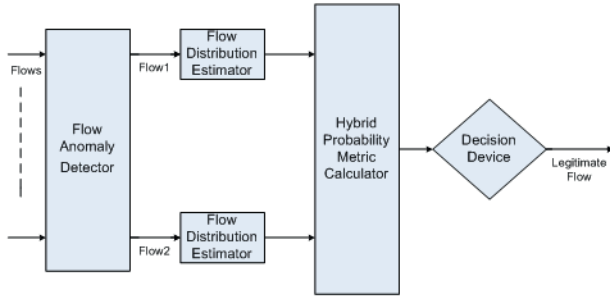 Flows
Flow
Anomaly
Detector
Flow1
Flow
Distribution
Estimator
Flow2
Flow
Distribution
Estimator
Hybrid
Probability
Metric
Calculator
Decision
Device
Legitimate
Flow